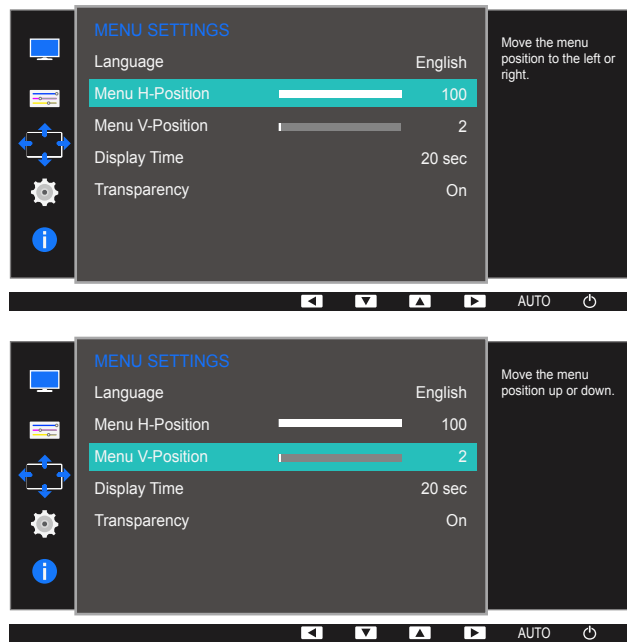 MENU SETTINGS
Language English
Menu H-Position 100
Menu V-Position 2
Display Time 20 sec
Transparency On
Move the menu
position to the left or
right.
AUTO
MENU SETTINGS
Language English
Menu H-Position 100
Menu V-Position 2
Display Time 20 sec
Transparency On
Move the menu
position up or down.
AUTO